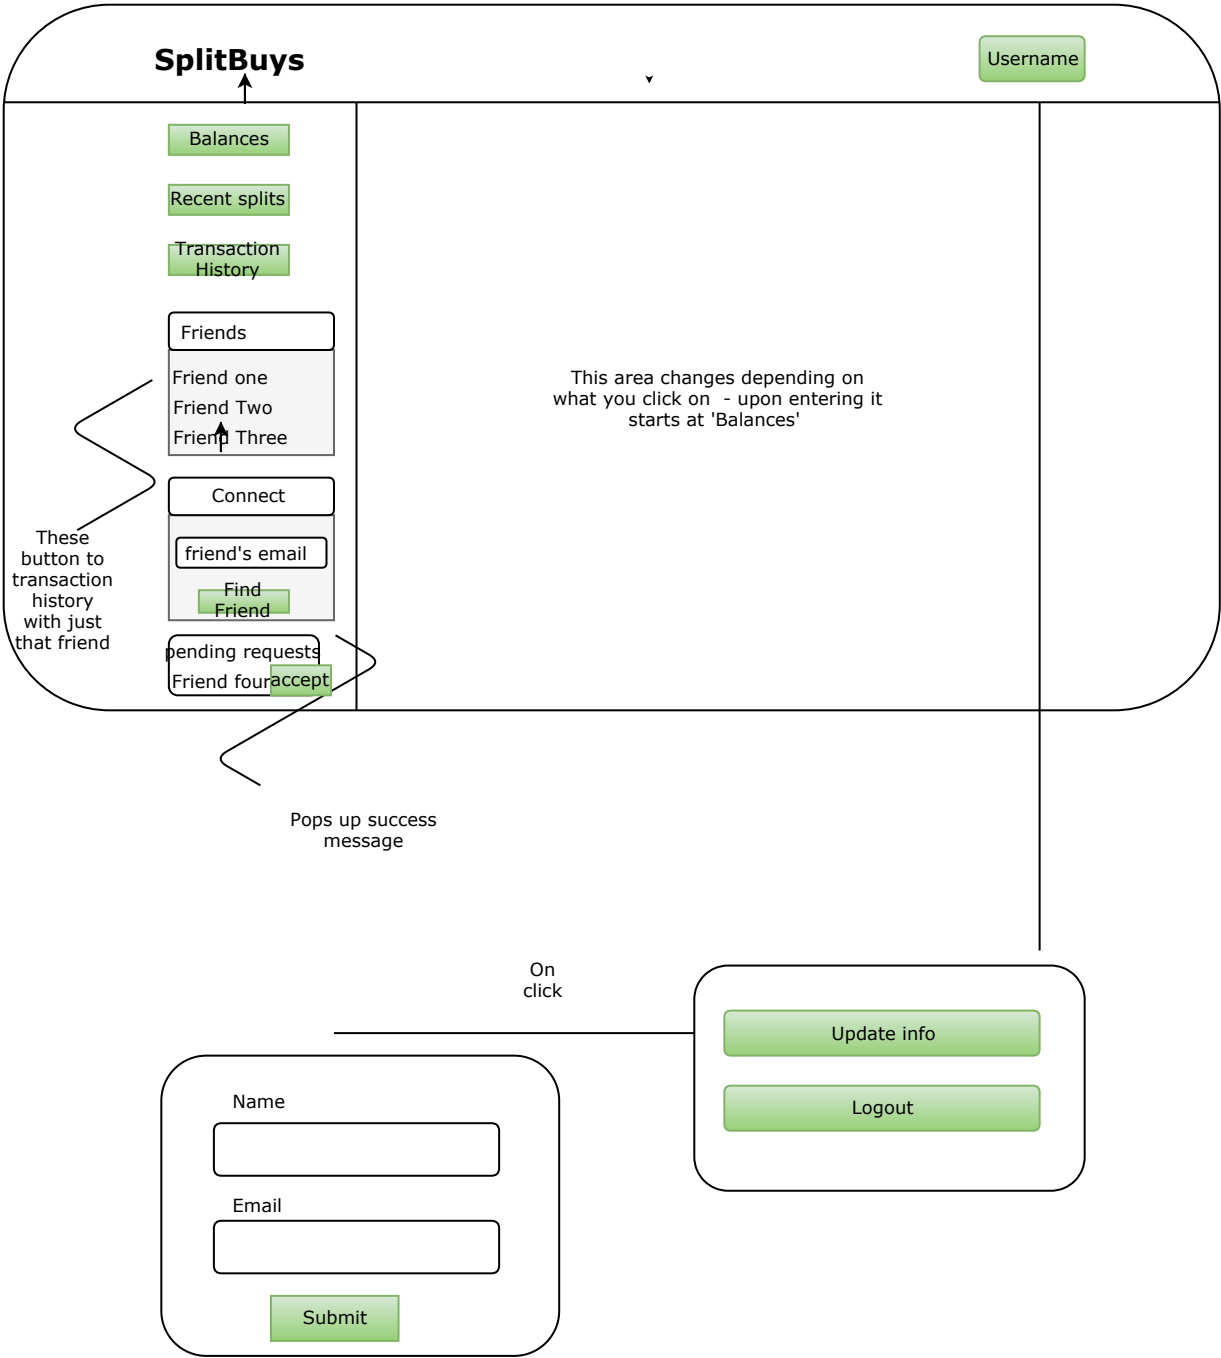 SplitBuys
Username
Balances
Recent splits
Transaction
History
Friends
Friend one
Friend Two
Friend Three
Connect
friend's email
Find
Friend
pending requests
Friend four
accept
These
button to
transaction
history
with just
that friend
This area changes depending on
what you click on  - upon entering it
starts at 'Balances'
Pops up success
message
On
click
Update info
Logout
Name
Email
Submit